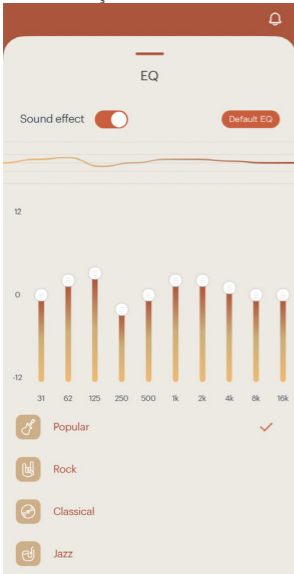 EQ
Sound effect
Default EQ
12
0
-12
31 62 125 250 500 1k 2k 4k 8k 16k
Popular
Rock
Classical
Jazz